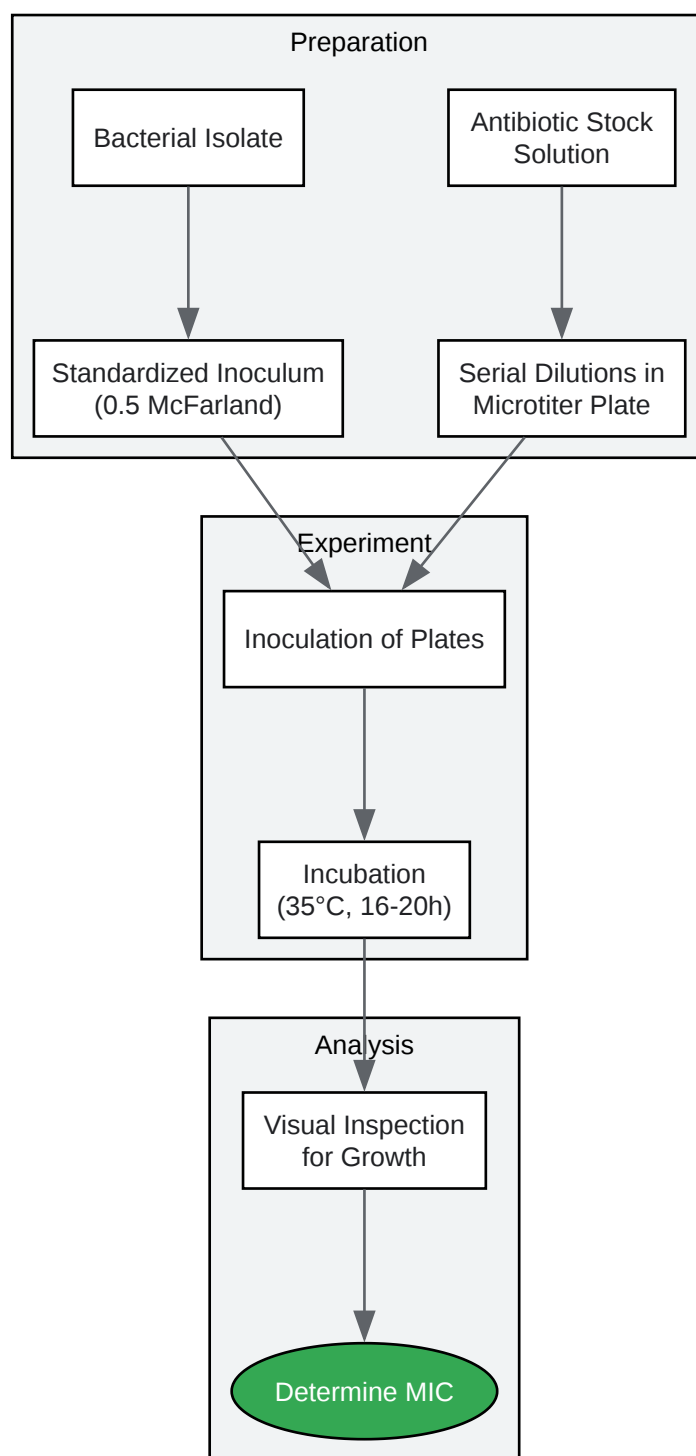 Preparation
Bacterial Isolate
Antibiotic Stock
Solution
Standardized Inoculum
(0.5 McFarland)
Serial Dilutions in
Microtiter Plate
Experiment
Inoculation of Plates
Incubation
(35°C, 16-20h)
Analysis
Visual Inspection
for Growth
Determine MIC